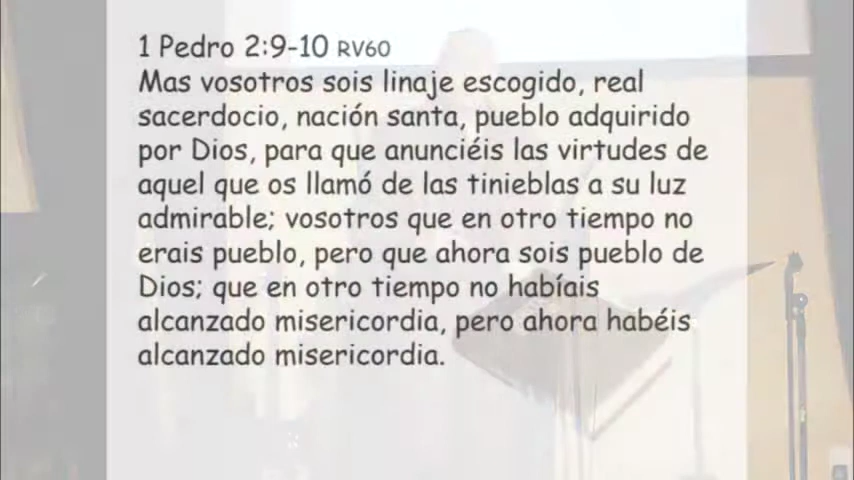 1 Pedro 2:9-10 RV60
Mas vosotros sois linaje escogido, real
sacerdocio, nación santa, pueblo adquirido
por Dios, para que anunciéis las virtudes de
aquel que os llamó de las tinieblas a su luz
admirable; vosotros que en otro tiempo no
erais pueblo, pero que ahora sois pueblo de
Dios; que en otro tiempo no habíais
alcanzado misericordia, pero ahora habéis
alcanzado misericordia.